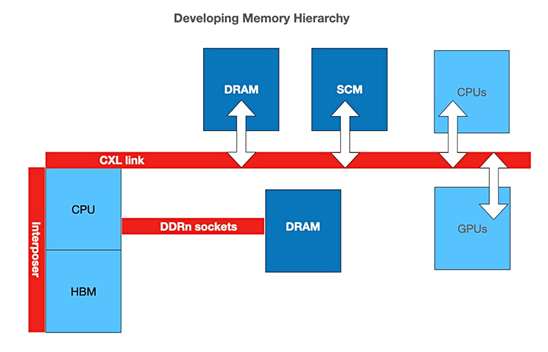 Developing Memory Hierarchy
DRAM
SCM
CPUs
CXL link
Interposer
CPU
DDRn sockets
DRAM
GPUs
HBM